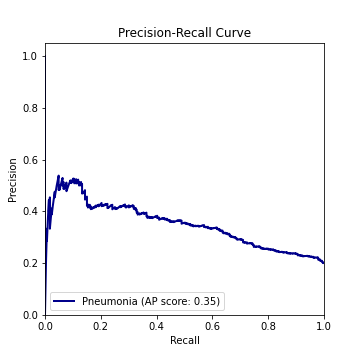 Precision-Recall Curve
1.0
0.8
0.6
0.4
0.2
0.0
Precision
Pneumonia (AP score: 0.35)
0.0 0.2 0.4 0.6 0.8 1.0
Recall